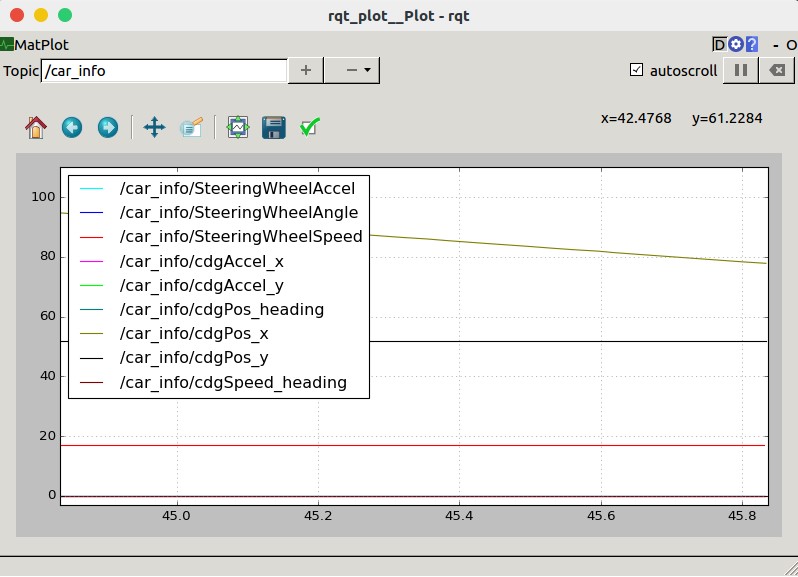 rqt_plot__Plot - rqt
MatPlot
D ? - O
Topic /car_info + - autoscroll
x=42.4768 y=61.2284
/car_info/SteeringWheelAccel
/car_info/SteeringWheelAngle
/car_info/SteeringWheelSpeed
/car_info/cdgAccel_x
/car_info/cdgAccel_y
/car_info/cdgPos_heading
/car_info/cdgPos_x
/car_info/cdgPos_y
/car_info/cdgSpeed_heading
100
80
60
40
20
0
45.0 45.2 45.4 45.6 45.8